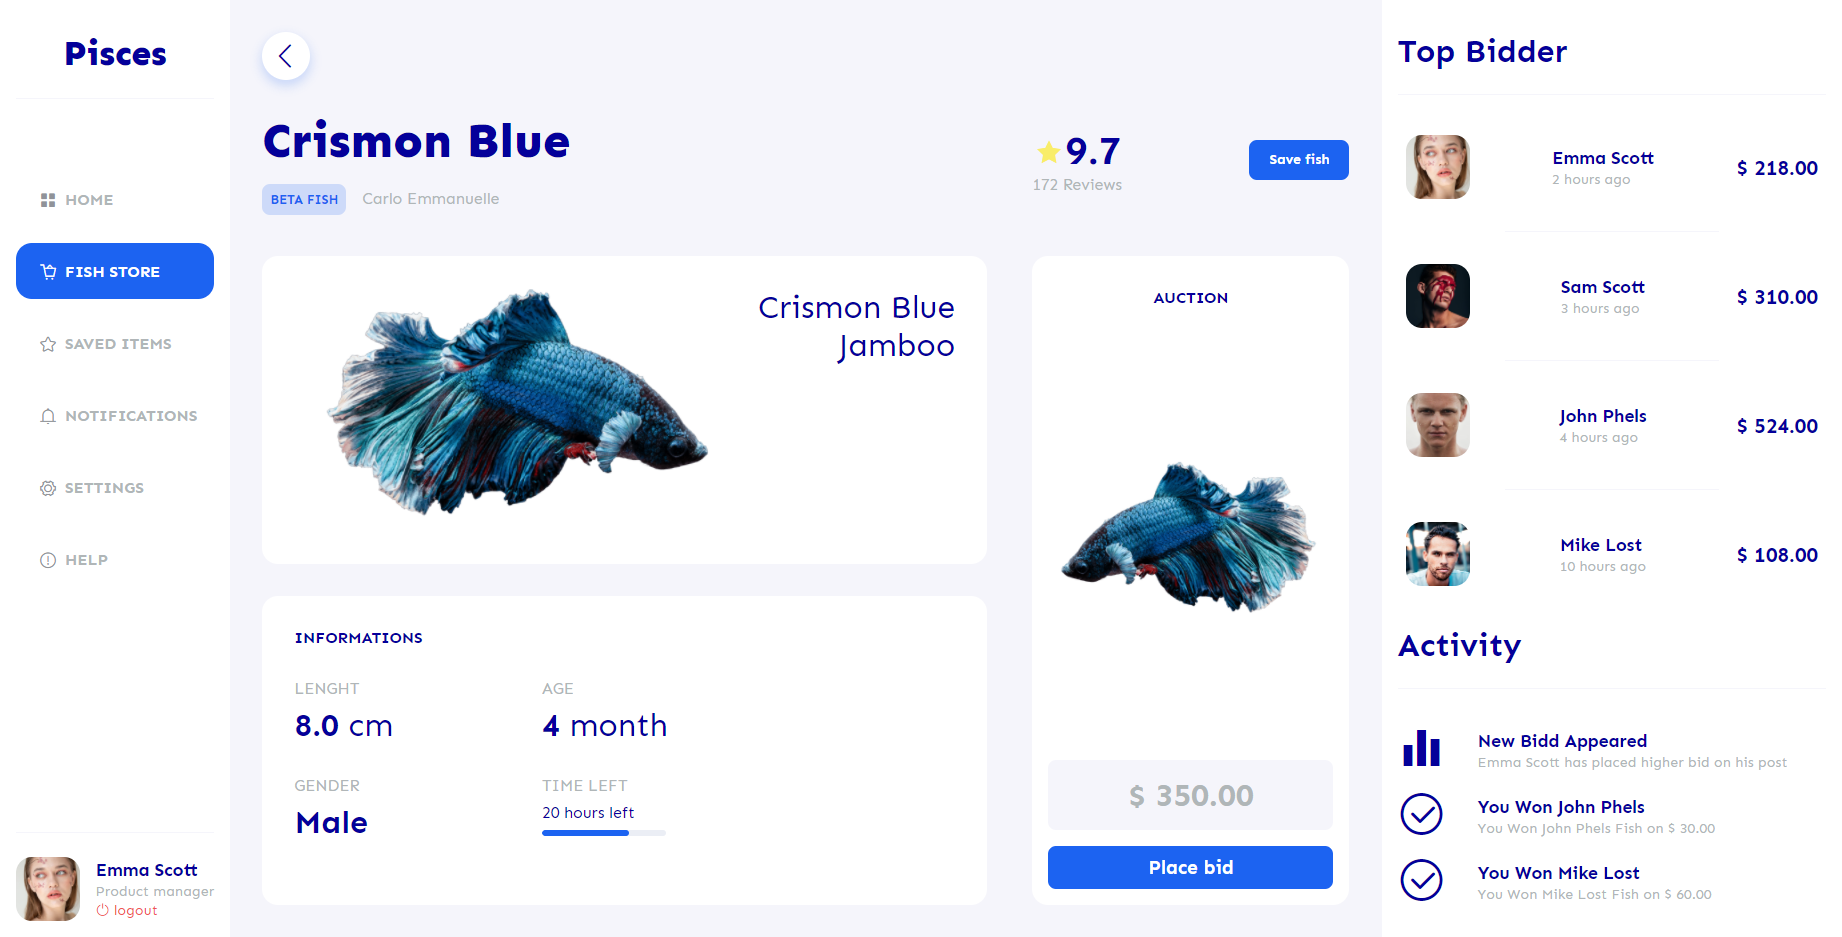 Pisces
HOME
FISH STORE
SAVED ITEMS
NOTIFICATIONS
SETTINGS
HELP
Emma Scott
Product manager
logout
Crismon Blue
BETA FISH
Carlo Emmanuelle
9.7
172 Reviews
Save fish
Crismon Blue
Jamboo
INFORMATIONS
LENGHT
8.0 cm
AGE
4 month
GENDER
Male
TIME LEFT
20 hours left
AUCTION
$ 350.00
Place bid
Top Bidder
Emma Scott
2 hours ago
$ 218.00
Sam Scott
3 hours ago
$ 310.00
John Phels
4 hours ago
$ 524.00
Mike Lost
10 hours ago
$ 108.00
Activity
New Bidd Appeared
Emma Scott has placed higher bid on his post
You Won John Phels
You Won John Phels Fish on $ 30.00
You Won Mike Lost
You Won Mike Lost Fish on $ 60.00